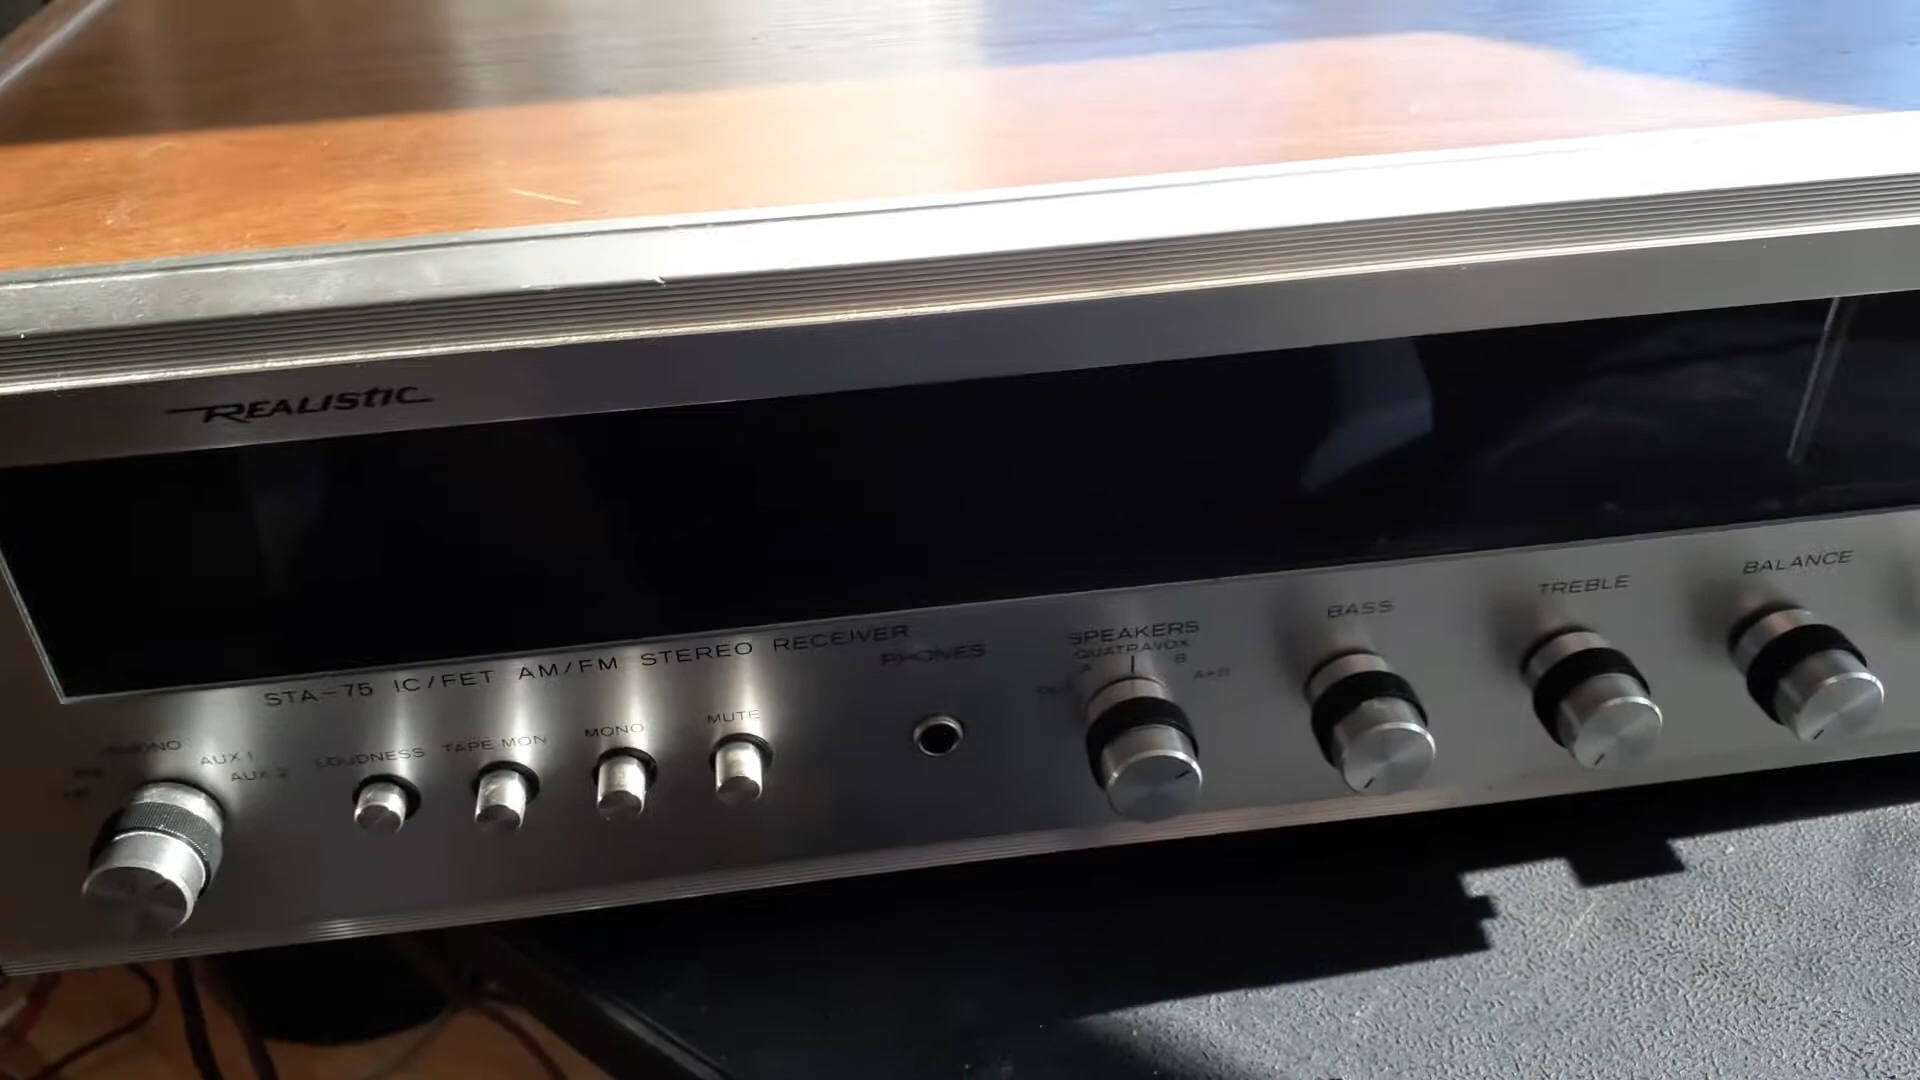 REALISTIC
STA-75 IC/FET AM/FM STEREO RECEIVER
PHONES
SPEAKERS
QUATRAVOX
A
B
A+B
BASS
TREBLE
BALANCE
PHONO
AUX 1
AUX 2
LOUDNESS
TAPE MON
MONO
MUTE